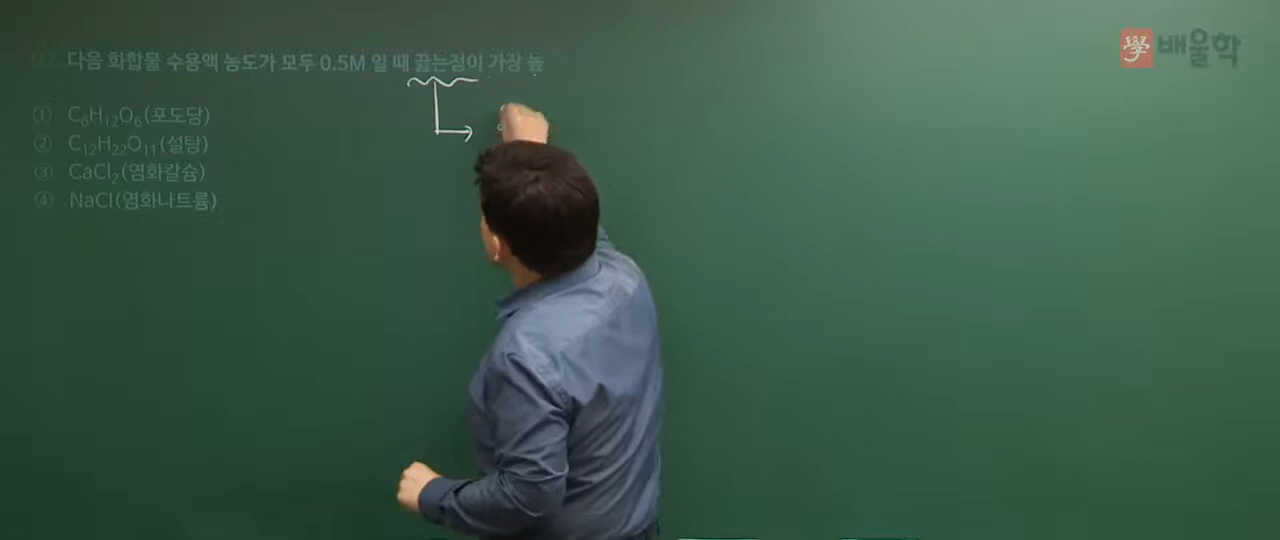 學 배울학
다음 화합물 수용액 농도가 모두 0.5M 일 때 끓는점이 가장 높
① C₆H₁₂O₆(포도당)
② C₁₂H₂₂O₁₁(설탕)
③ CaCl₂(염화칼슘)
④ NaCl(염화나트륨)